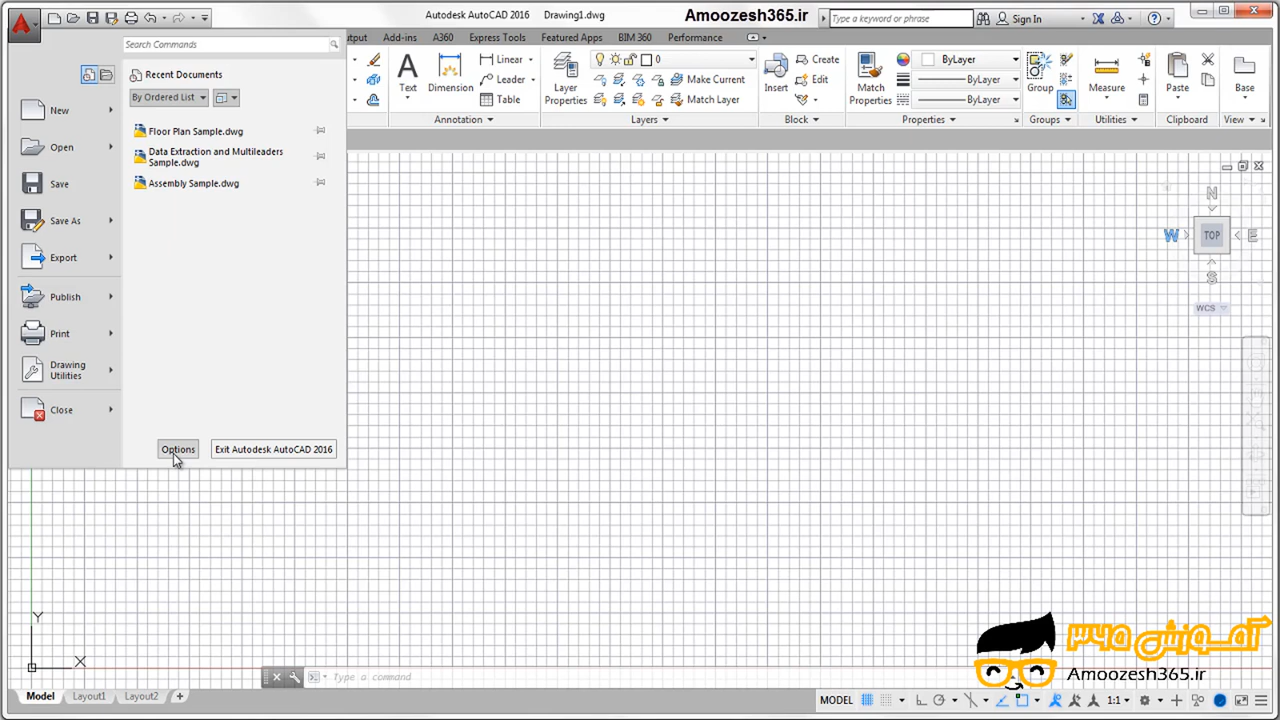 Autodesk AutoCAD 2016 Drawing1.dwg
Amoozesh365.ir
Type a keyword or phrase
Sign In
Search Commands
Recent Documents
By Ordered List
New
Open
Save
Save As
Export
Publish
Print
Drawing
Utilities
Close
Floor Plan Sample.dwg
Data Extraction and Multileaders
Sample.dwg
Assembly Sample.dwg
Options
Exit Autodesk AutoCAD 2016
utput Add-ins A360 Express Tools Featured Apps BIM 360 Performance
Text
Dimension
Linear
Leader
Table
Annotation
Layer
Properties
0
Make Current
Match Layer
Layers
Insert
Create
Edit
Block
Match
Properties
ByLayer
ByLayer
ByLayer
Properties
Group
Groups
Measure
Utilities
Paste
Clipboard
Base
View
N
W
TOP
E
S
WCS
Y
X
Type a command
Model Layout1 Layout2 +
MODEL
1:1
آموزش ۳۶۵
Amoozesh365.ir